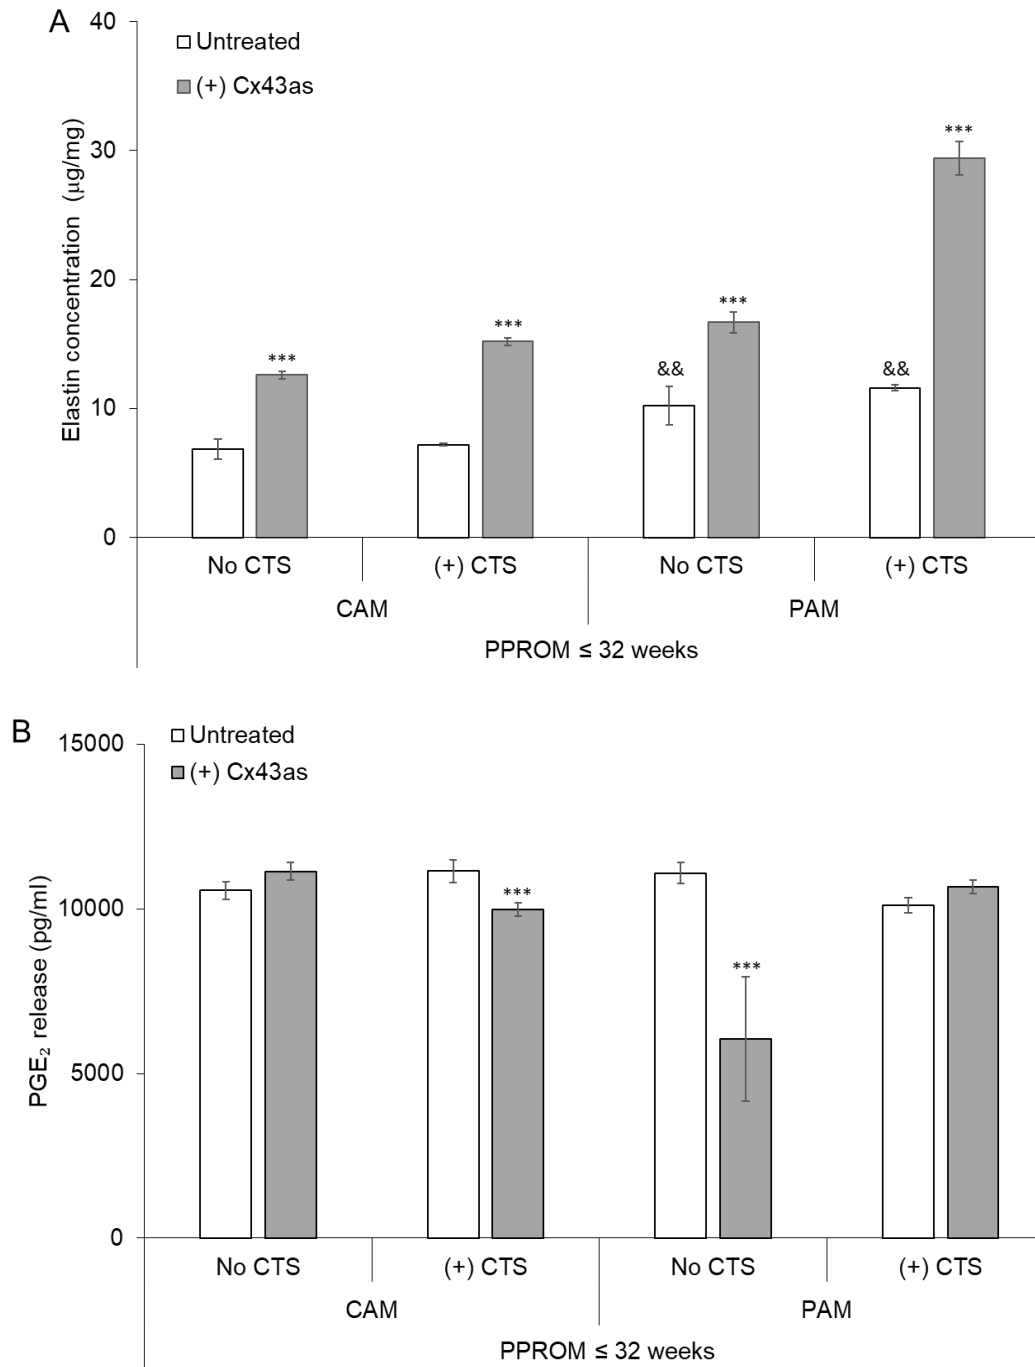 A
40
Untreated
(+) Cx43as
***
30
***
***
20
***
&&
&&
10
0
Elastin concentration (µg/mg)
No CTS (+) CTS No CTS (+) CTS
CAM PAM
PPROM ≤ 32 weeks
B
Untreated
15000
(+) Cx43as
***
10000
***
5000
0
PGE₂ release (pg/ml)
No CTS (+) CTS No CTS (+) CTS
CAM PAM
PPROM ≤ 32 weeks